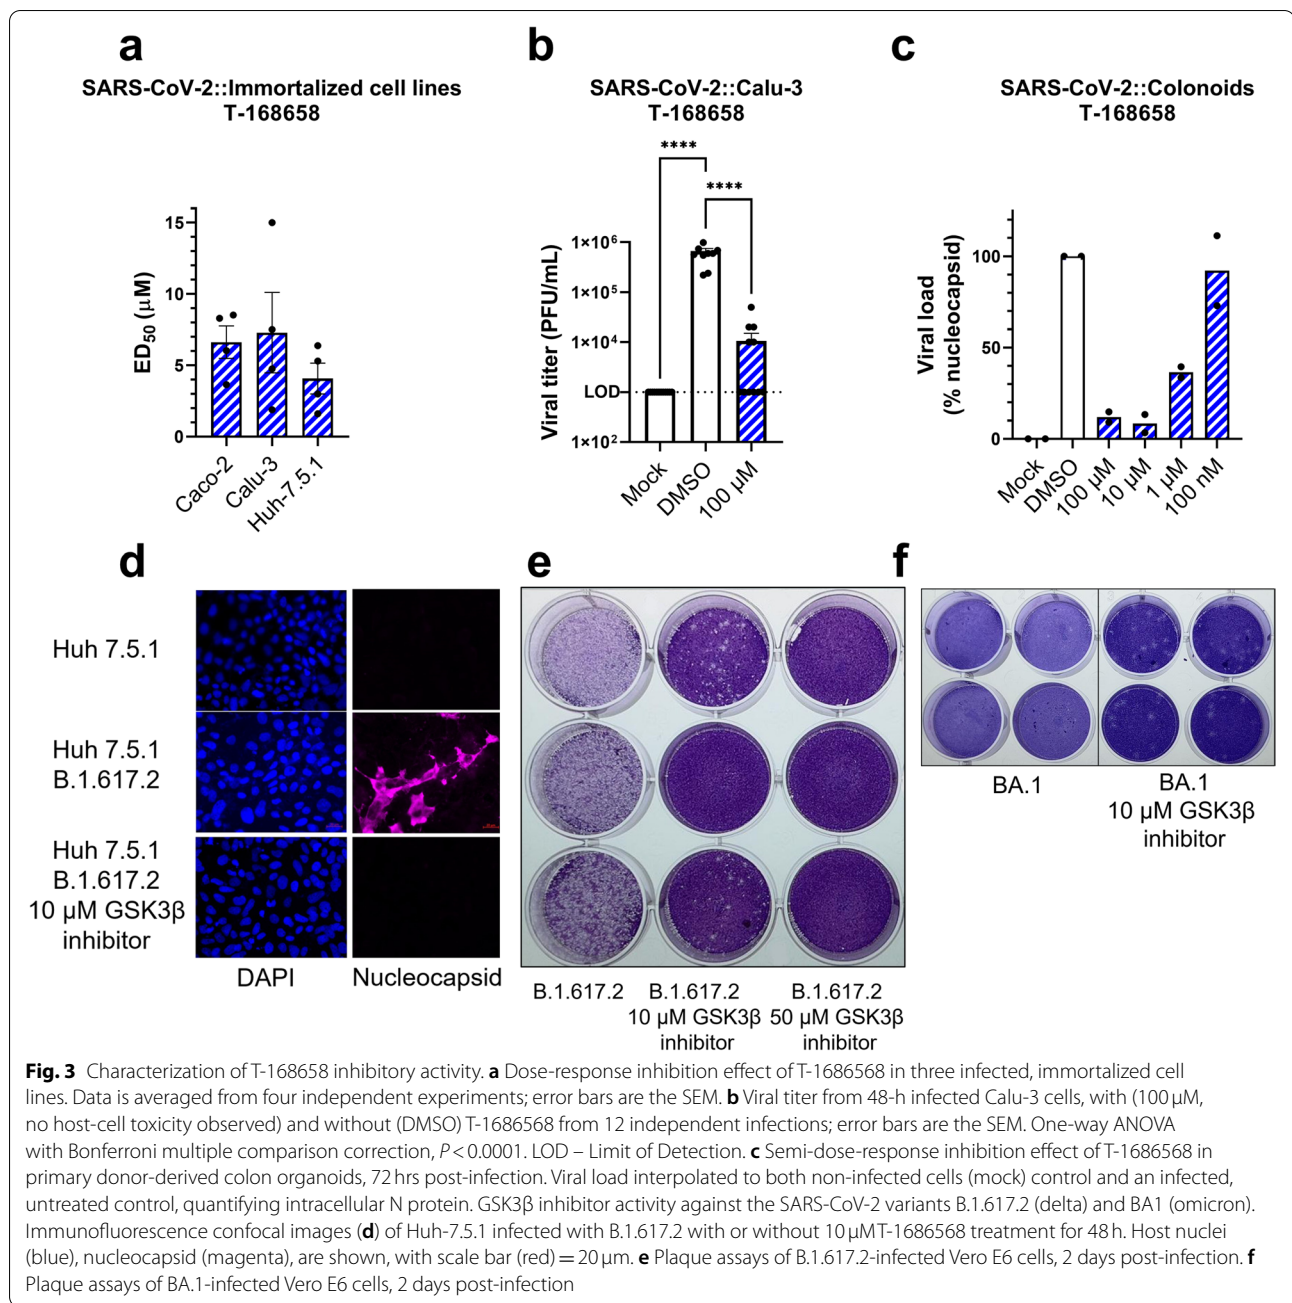 a
SARS-CoV-2::Immortalized cell lines
T-168658
ED50 (μM)
15
10
5
0
Caco-2
Calu-3
Huh-7.5.1
b
SARS-CoV-2::Calu-3
T-168658
****
****
Viral titer (PFU/mL)
1×10^6
1×10^5
1×10^4
LOD
1×10^2
Mock
DMSO
100 μM
c
SARS-CoV-2::Colonoids
T-168658
Viral load
(% nucleocapsid)
100
50
0
Mock
DMSO
100 μM
10 μM
1 μM
100 nM
d
Huh 7.5.1
Huh 7.5.1
B.1.617.2
Huh 7.5.1
B.1.617.2
10 μM GSK3β
inhibitor
DAPI
Nucleocapsid
e
B.1.617.2
B.1.617.2
10 μM GSK3β
inhibitor
B.1.617.2
50 μM GSK3β
inhibitor
f
BA.1
BA.1
10 μM GSK3β
inhibitor
Fig. 3 Characterization of T-168658 inhibitory activity. a Dose-response inhibition effect of T-1686568 in three infected, immortalized cell
lines. Data is averaged from four independent experiments; error bars are the SEM. b Viral titer from 48-h infected Calu-3 cells, with (100 μM,
no host-cell toxicity observed) and without (DMSO) T-1686568 from 12 independent infections; error bars are the SEM. One-way ANOVA
with Bonferroni multiple comparison correction, P < 0.0001. LOD – Limit of Detection. c Semi-dose-response inhibition effect of T-1686568 in
primary donor-derived colon organoids, 72 hrs post-infection. Viral load interpolated to both non-infected cells (mock) control and an infected,
untreated control, quantifying intracellular N protein. GSK3β inhibitor activity against the SARS-CoV-2 variants B.1.617.2 (delta) and BA1 (omicron).
Immunofluorescence confocal images (d) of Huh-7.5.1 infected with B.1.617.2 with or without 10 μMT-1686568 treatment for 48 h. Host nuclei
(blue), nucleocapsid (magenta), are shown, with scale bar (red) = 20 μm. e Plaque assays of B.1.617.2-infected Vero E6 cells, 2 days post-infection. f
Plaque assays of BA.1-infected Vero E6 cells, 2 days post-infection